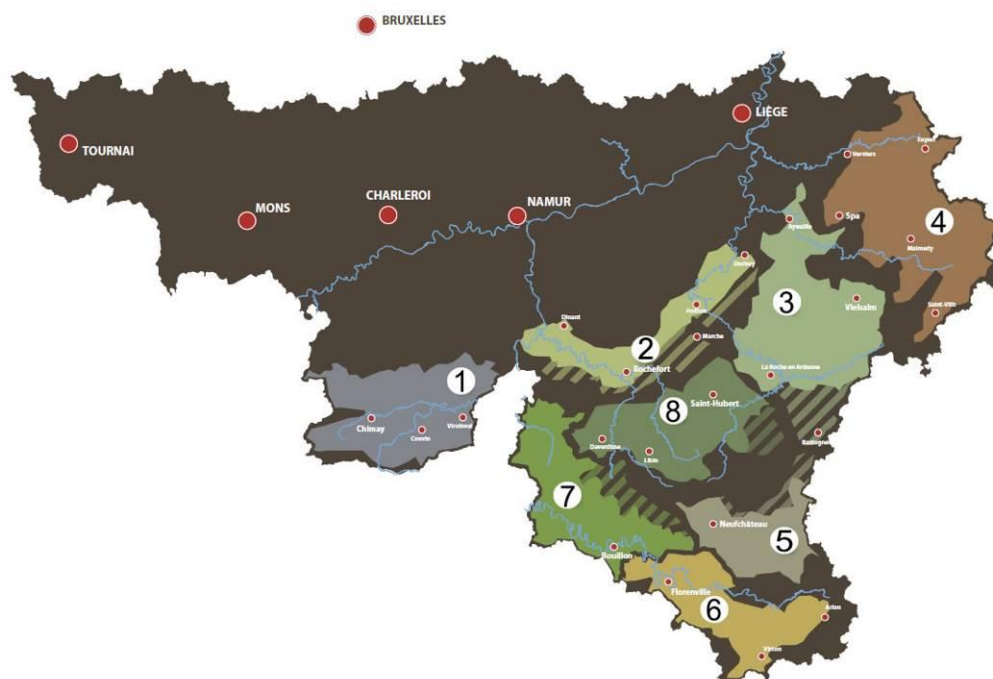 BRUXELLES
LIÈGE
TOURNAI
Eupen
Verviers
CHARLEROI
NAMUR
MONS
Spa
4
Aywaille
Malmedy
Durbuy
3
Vielsalm
Hotton
Saint-Vith
Dinant
2
Marche
Rochefort
La Roche en Ardenne
1
Saint-Hubert
8
Chimay
Couvin
Viroinval
Bastogne
Daverdisse
Libin
7
Neufchâteau
5
Bouillon
Florenville
6
Arlon
Virton